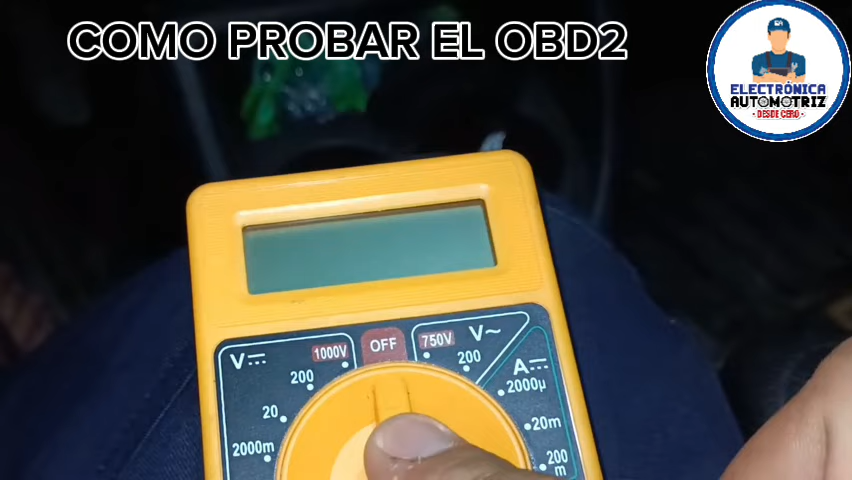 COMO PROBAR EL OBD2
ELECTRÓNICA
AUTOMOTRIZ
• DESDE CERO •
OFF
V⎓
1000V
200
20
2000m
750V
V~
200
A⎓
2000µ
20m
200
m